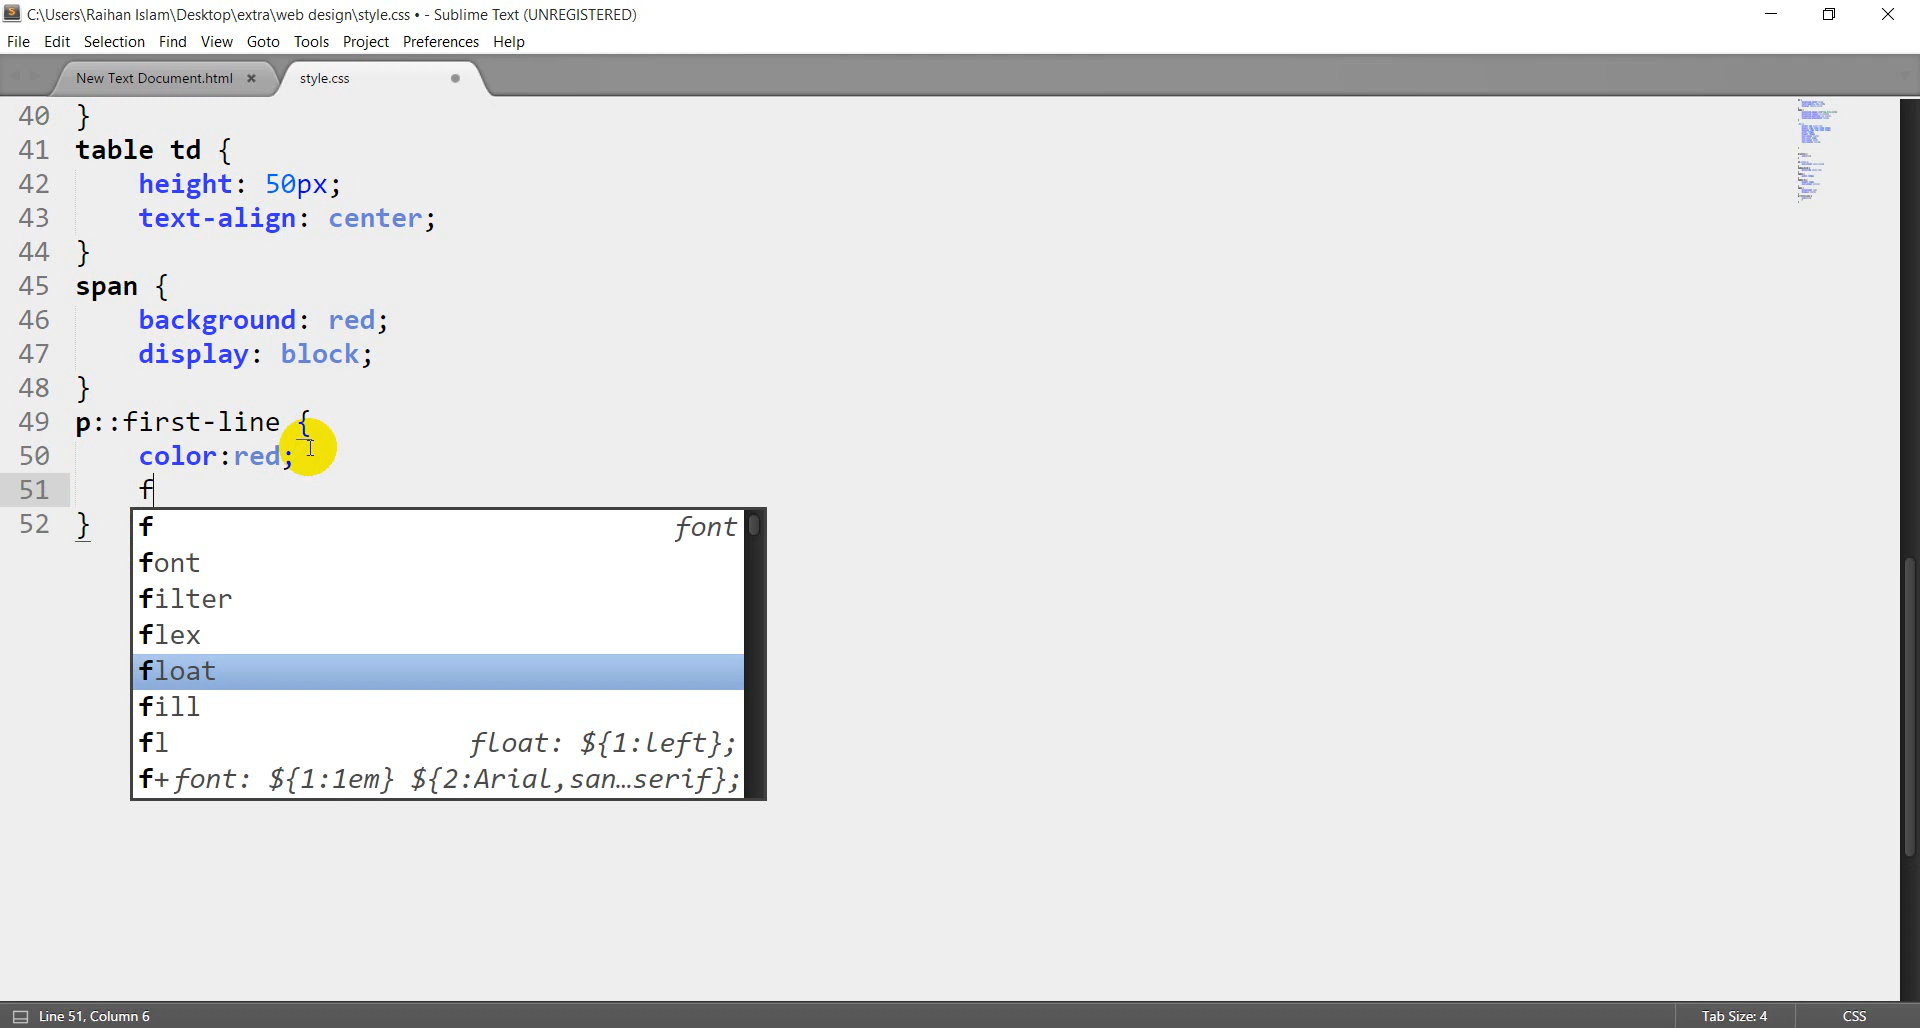 C:\Users\Raihan Islam\Desktop\extra\web design\style.css • - Sublime Text (UNREGISTERED)
File Edit Selection Find View Goto Tools Project Preferences Help
New Text Document.html × style.css
40 }
41 table td {
42 height: 50px;
43 text-align: center;
44 }
45 span {
46 background: red;
47 display: block;
48 }
49 p::first-line {
50 color:red;
51 f
52 }
f font
font
filter
flex
float
fill
fl float: ${1:left};
f+ font: ${1:1em} ${2:Arial,san…serif};
Line 51, Column 6 Tab Size: 4 CSS